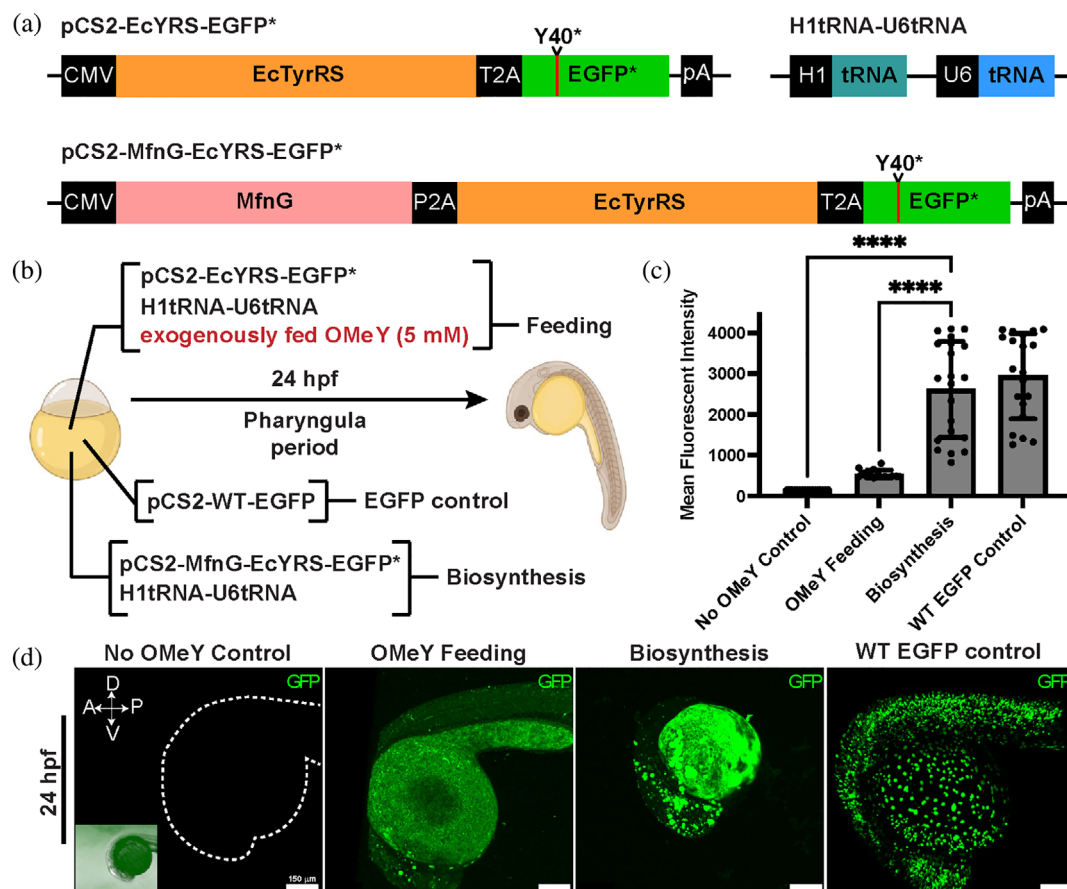 (a)
pCS2-EcYRS-EGFP*
H1tRNA-U6tRNA
Y40*
CMV EcTyrRS T2A EGFP* pA
H1 tRNA U6 tRNA
pCS2-MfnG-EcYRS-EGFP*
Y40*
CMV MfnG P2A EcTyrRS T2A EGFP* pA
(b)
pCS2-EcYRS-EGFP*
H1tRNA-U6tRNA
exogenously fed OMeY (5 mM)
Feeding
24 hpf
Pharyngula
period
pCS2-WT-EGFP
EGFP control
pCS2-MfnG-EcYRS-EGFP*
H1tRNA-U6tRNA
Biosynthesis
(c)
****
****
Mean Fluorescent Intensity
4000
3000
2000
1000
0
No OMeY Control
OMeY Feeding
Biosynthesis
WT EGFP Control
(d)
No OMeY Control
OMeY Feeding
Biosynthesis
WT EGFP control
24 hpf
D
A P
V
GFP
GFP
GFP
GFP
150 µm